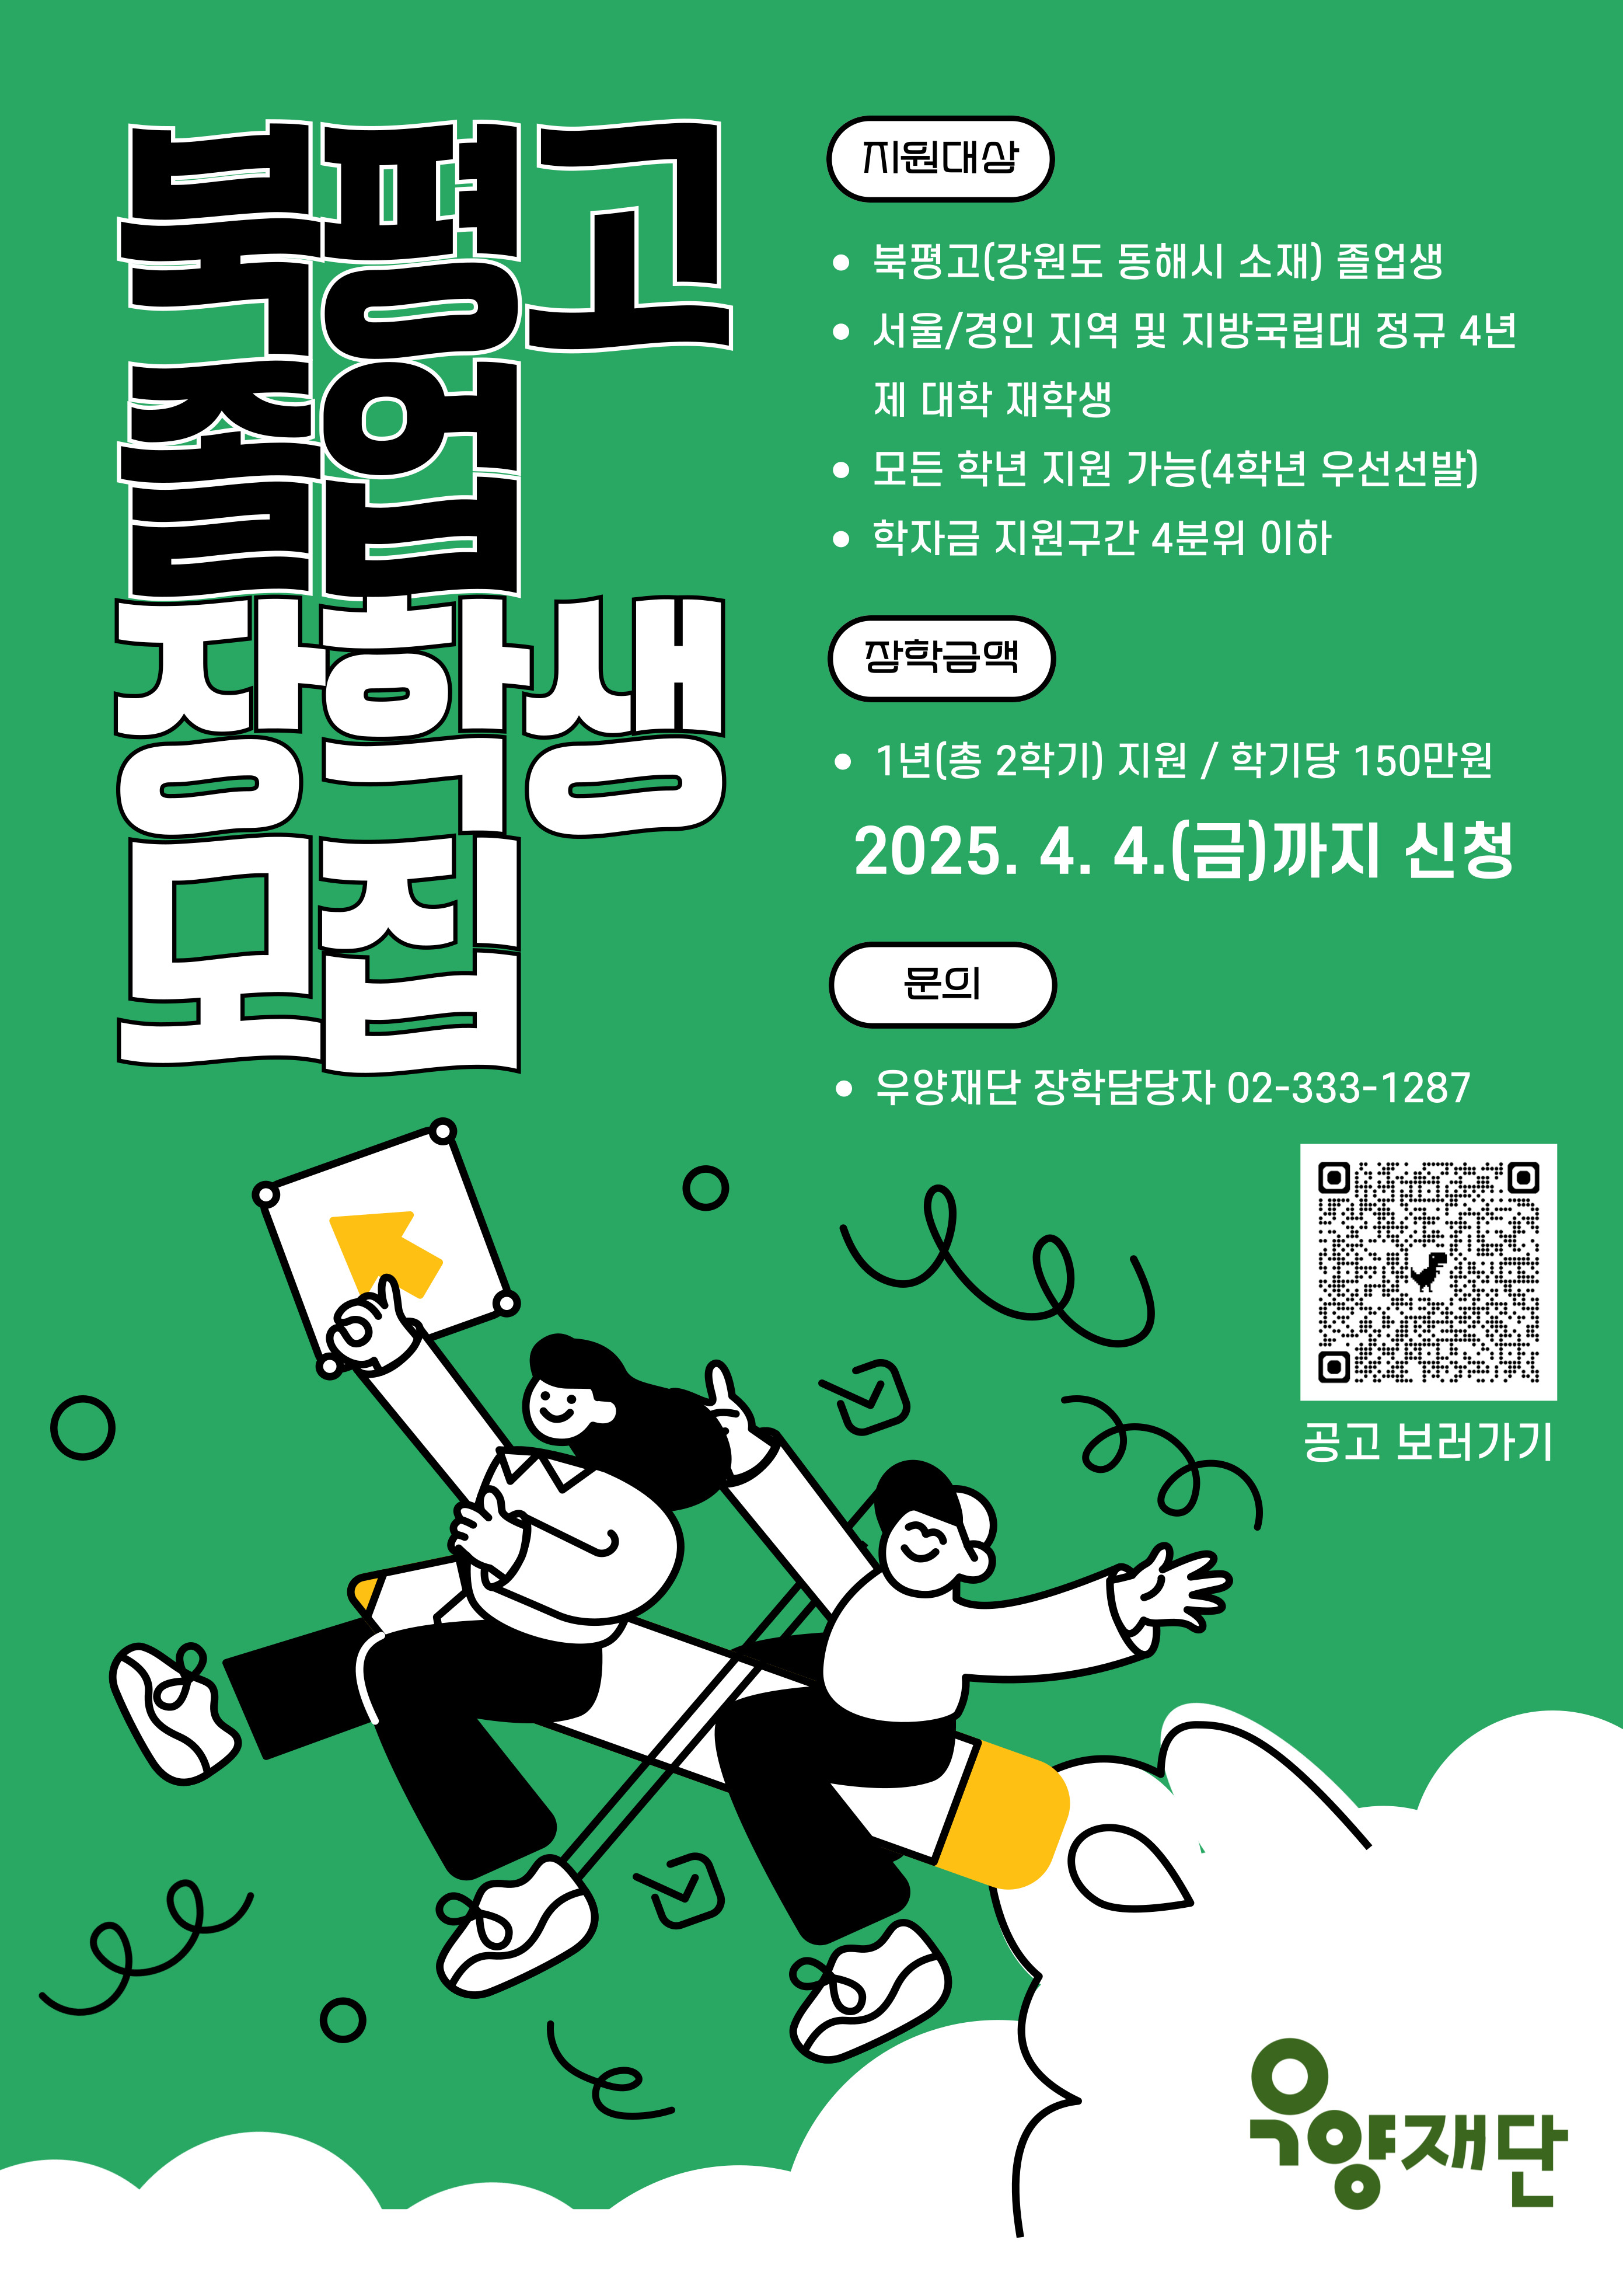 북평고
졸업
장학생
모집
지원대상
북평고(강원도 동해시 소재) 졸업생
서울/경인 지역 및 지방국립대 정규 4년
제 대학 재학생
모든 학년 지원 가능(4학년 우선선발)
학자금 지원구간 4분위 이하
장학금액
1년(총 2학기) 지원 / 학기당 150만원
2025. 4. 4.(금)까지 신청
문의
우양재단 장학담당자 02-333-1287
공고 보러가기
우양재단